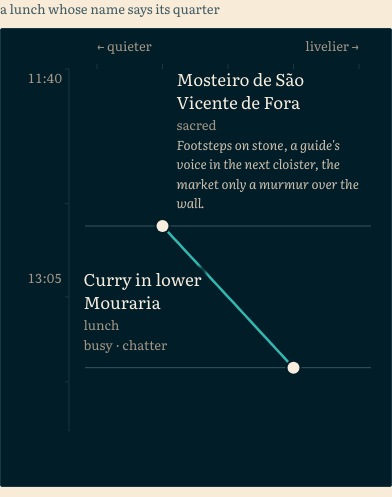 a lunch whose name says its quarter
← quieter
livelier →
11:40
Mosteiro de São
Vicente de Fora
sacred
Footsteps on stone, a guide's
voice in the next cloister, the
market only a murmur over the
wall.
13:05
Curry in lower
Mouraria
lunch
busy · chatter